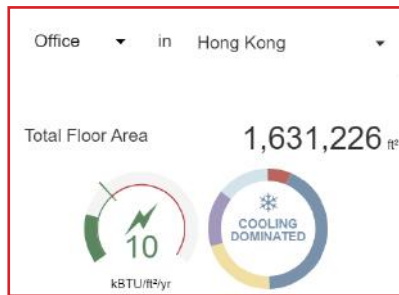 Office in Hong Kong
Total Floor Area 1,631,226 ft²
10
kBTU/ft²/yr
COOLING
DOMINATED